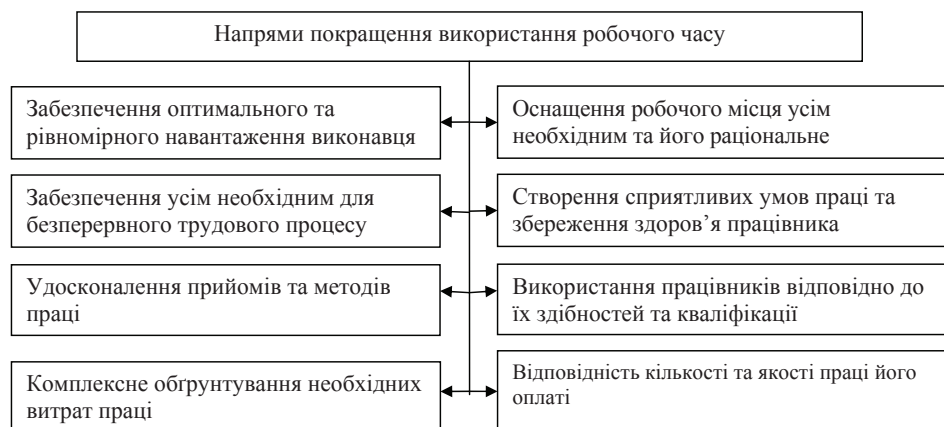 Напрями покращення використання робочого часу
Забезпечення оптимального та
рівномірного навантаження виконавця
Оснащення робочого місця усім
необхідним та його раціональне
Забезпечення усім необхідним для
безперервного трудового процесу
Створення сприятливих умов праці та
збереження здоров’я працівника
Удосконалення прийомів та методів
праці
Використання працівників відповідно до
їх здібностей та кваліфікації
Комплексне обґрунтування необхідних
витрат праці
Відповідність кількості та якості праці його
оплаті